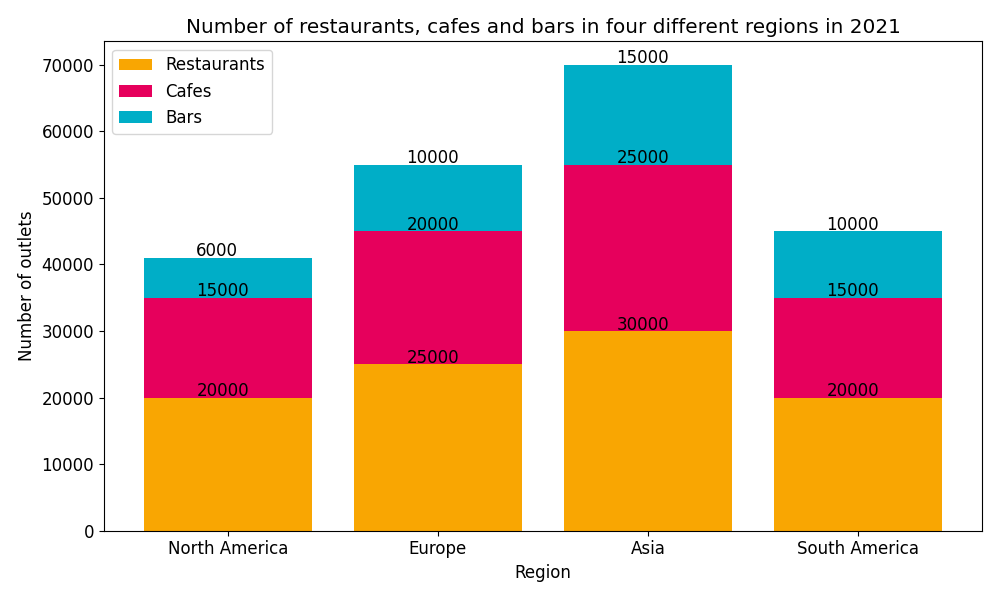 Number of restaurants, cafes and bars in four different regions in 2021
Restaurants
Cafes
Bars
Number of outlets
70000
60000
50000
40000
30000
20000
10000
0
6000
15000
20000
10000
20000
25000
15000
25000
30000
10000
15000
20000
North America Europe Asia South America
Region